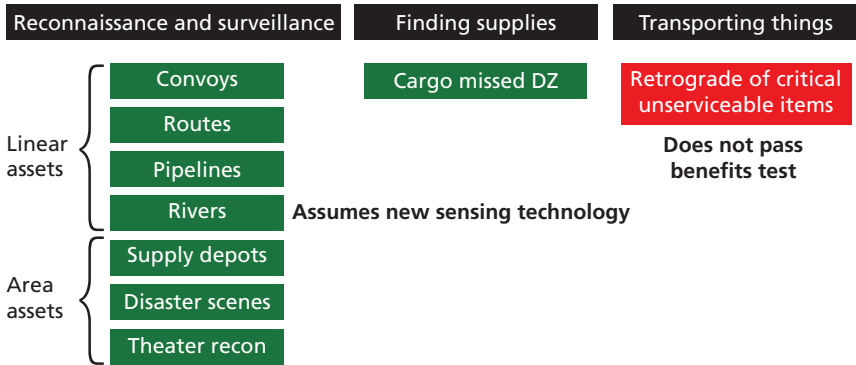 Reconnaissance and surveillance
Finding supplies
Transporting things
Linear
assets
Convoys
Routes
Pipelines
Rivers
Assumes new sensing technology
Area
assets
Supply depots
Disaster scenes
Theater recon
Cargo missed DZ
Retrograde of critical
unserviceable items
Does not pass
benefits test